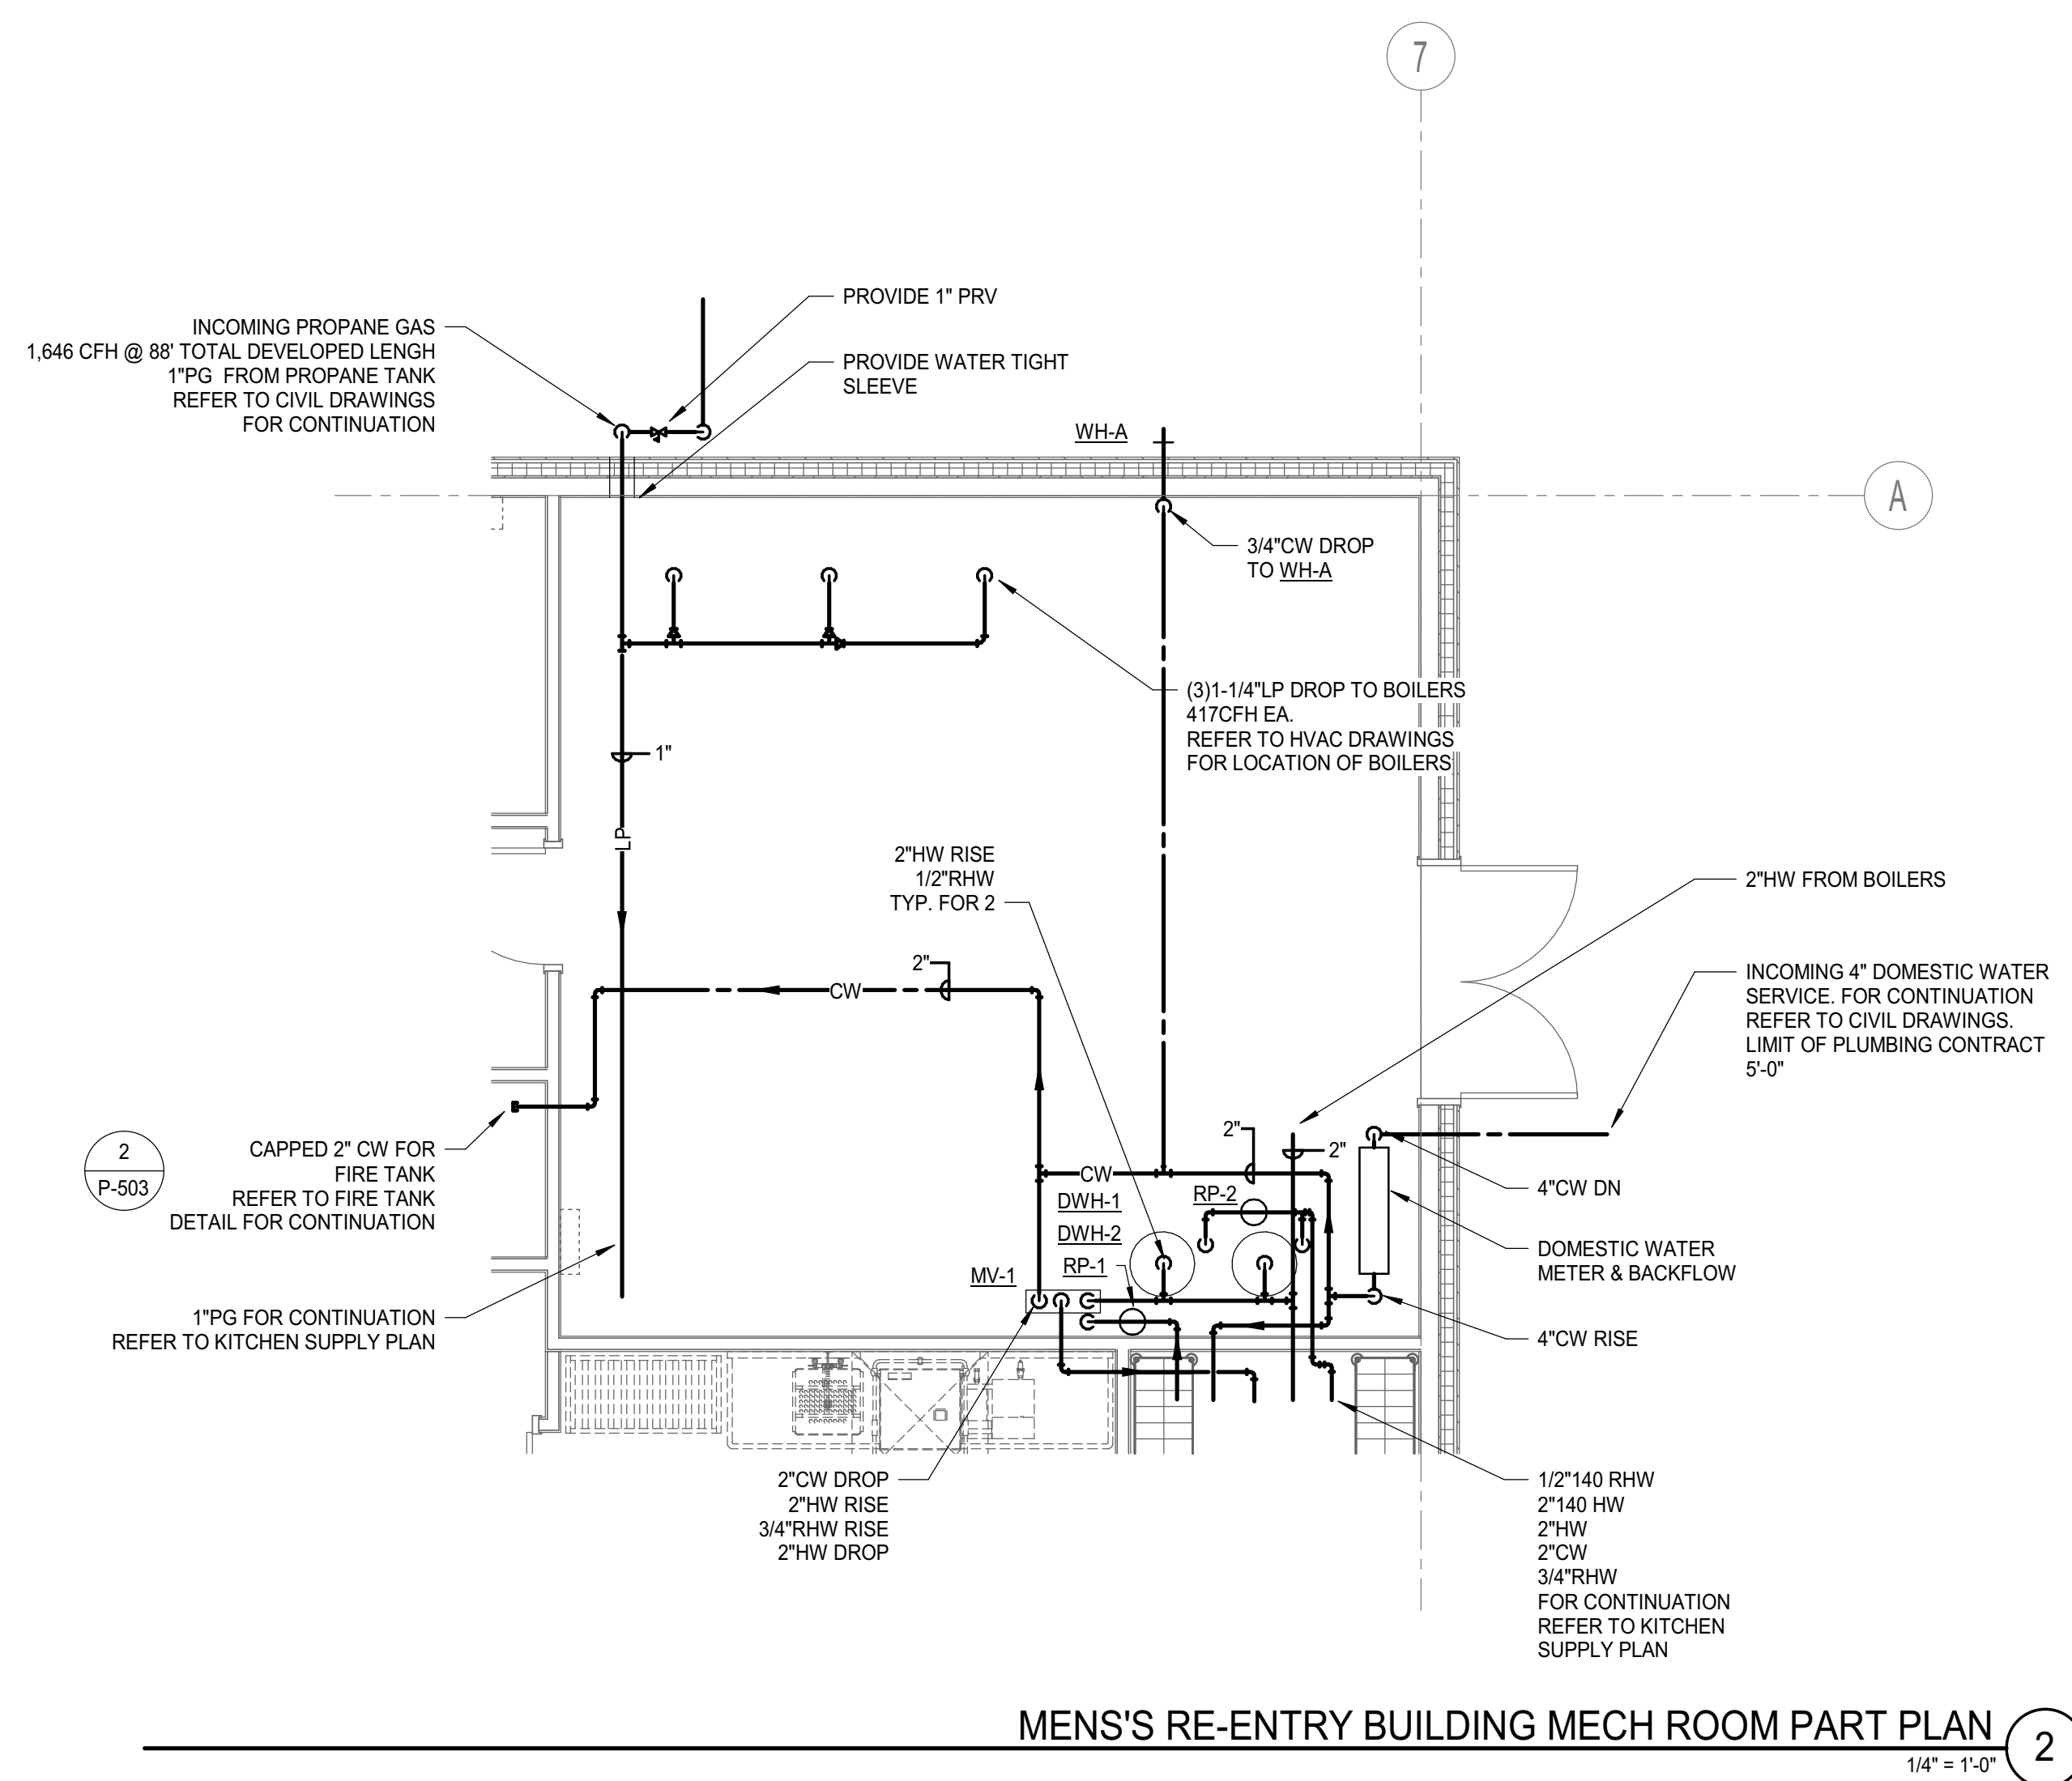 7
PROVIDE 1" PRV
INCOMING PROPANE GAS
1,646 CFH @ 88' TOTAL DEVELOPED LENGH
1"PG FROM PROPANE TANK
REFER TO CIVIL DRAWINGS
FOR CONTINUATION
PROVIDE WATER TIGHT
SLEEVE
WH-A
A
3/4"CW DROP
TO WH-A
(3)1-1/4"LP DROP TO BOILERS
417CFH EA.
REFER TO HVAC DRAWINGS
FOR LOCATION OF BOILERS
1"
LP
2"HW RISE
1/2"RHW
TYP. FOR 2
2"HW FROM BOILERS
2"
CW
INCOMING 4" DOMESTIC WATER
SERVICE. FOR CONTINUATION
REFER TO CIVIL DRAWINGS.
LIMIT OF PLUMBING CONTRACT
5'-0"
2
P-503
CAPPED 2" CW FOR
FIRE TANK
REFER TO FIRE TANK
DETAIL FOR CONTINUATION
2"
2"
CW
4"CW DN
DWH-1
RP-2
DWH-2
DOMESTIC WATER
METER & BACKFLOW
MV-1
RP-1
1"PG FOR CONTINUATION
REFER TO KITCHEN SUPPLY PLAN
4"CW RISE
2"CW DROP
2"HW RISE
3/4"RHW RISE
2"HW DROP
1/2"140 RHW
2"140 HW
2"HW
2"CW
3/4"RHW
FOR CONTINUATION
REFER TO KITCHEN
SUPPLY PLAN
MENS'S RE-ENTRY BUILDING MECH ROOM PART PLAN
2
1/4" = 1'-0"